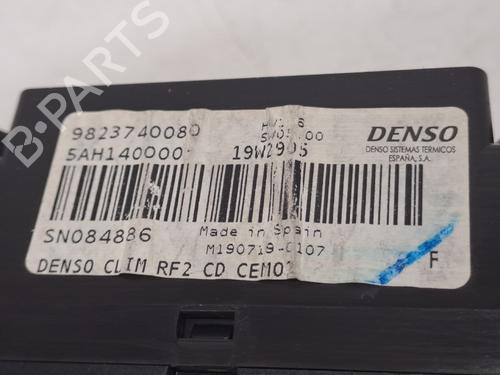 B-PARTS
9823740080
5AH140000
19W2905
DENSO
DENSO SISTEMAS TERMICOS
ESPAÑA, S.A.
SN084886
Made in Spain
M190719-0107
DENSO CLIM RF2 CD CEMO
F